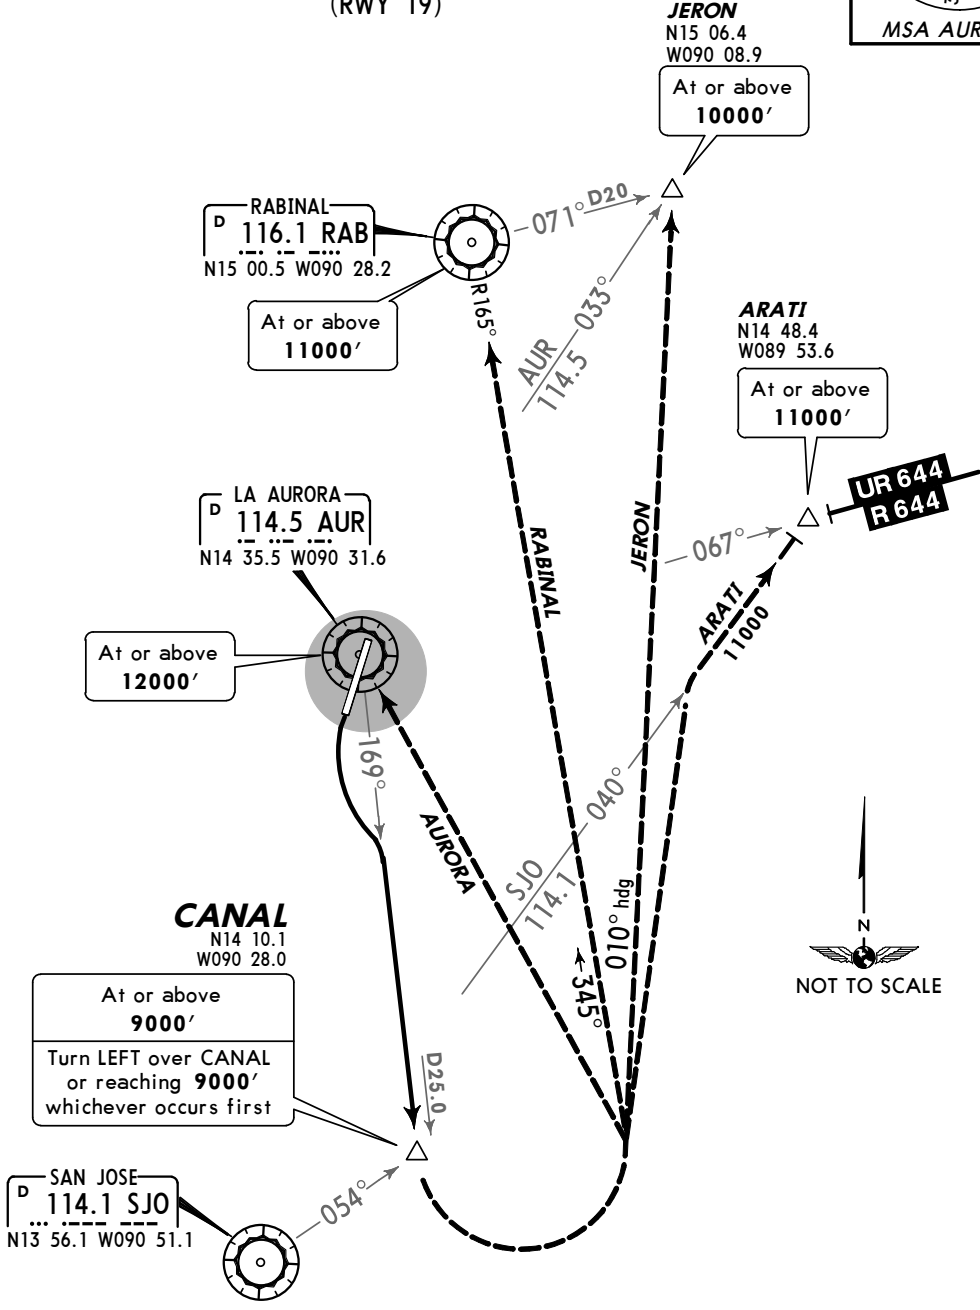 (RWY 19)
JERON
N15 06.4
W090 08.9
MSA AUR
At or above
10000'
RABINAL
D 116.1 RAB
N15 00.5 W090 28.2
071° D20
R165°
At or above
11000'
AUR 033°
114.5
ARATI
N14 48.4
W089 53.6
At or above
11000'
UR 644
R 644
LA AURORA
D 114.5 AUR
N14 35.5 W090 31.6
RABINAL
JERON
067°
ARATI
11000
At or above
12000'
169°
AURORA
SJO 040°
114.1
010° hdg
345°
CANAL
N14 10.1
W090 28.0
N
NOT TO SCALE
At or above
9000'
Turn LEFT over CANAL
or reaching 9000'
whichever occurs first
D25.0
SAN JOSE
D 114.1 SJO
N13 56.1 W090 51.1
054°